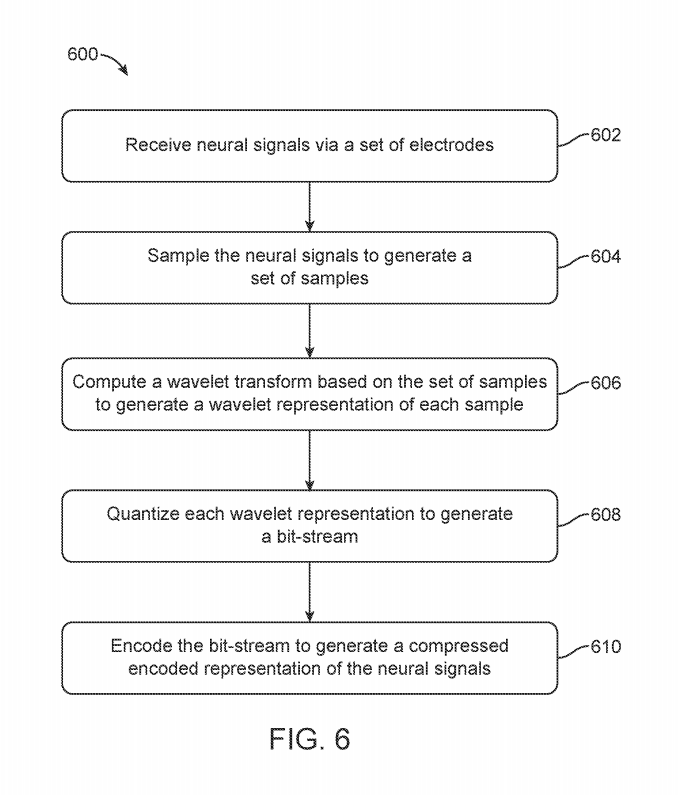 600
Receive neural signals via a set of electrodes
602
Sample the neural signals to generate a
set of samples
604
Compute a wavelet transform based on the set of samples
to generate a wavelet representation of each sample
606
Quantize each wavelet representation to generate
a bit-stream
608
Encode the bit-stream to generate a compressed
encoded representation of the neural signals
610
FIG. 6